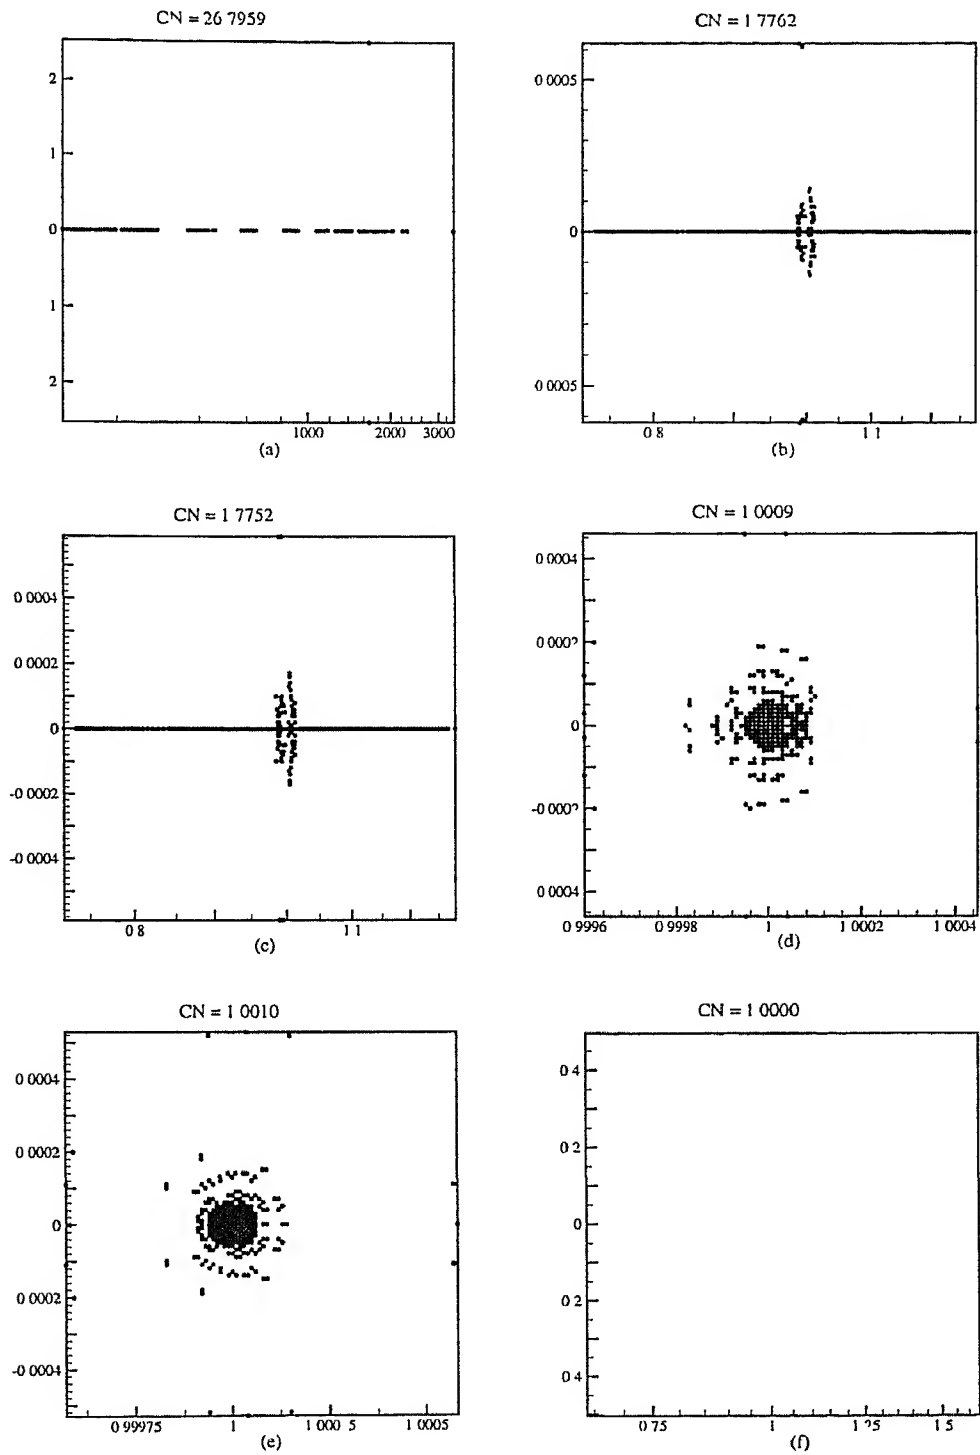 CN = 26 7959
2
1
0
1
2
1000 2000 3000
(a)
CN = 1 7762
0 0005
0
0 0005
0 8 1 1
(b)
CN = 1 7752
0 0004
0 0002
0
-0 0002
-0 0004
0 8 1 1
(c)
CN = 1 0009
0 0004
0 0002
0
-0 0002
0 0004
0 9996 0 9998 1 1 0002 1 0004
(d)
CN = 1 0010
0 0004
0 0002
0
0 0002
-0 0004
0 99975 1 1 000 5 1 0005
(e)
CN = 1 0000
0 4
0 2
0
0 2
0 4
0 75 1 1 25 1 5
(f)